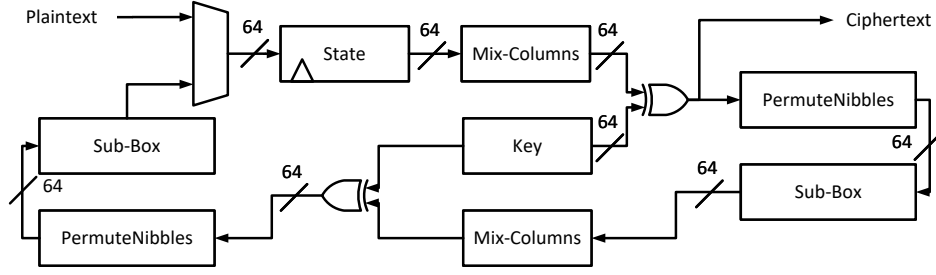 Plaintext
64
64
64
Ciphertext
State
Mix-Columns
PermuteNibbles
Sub-Box
Key
64
64
64
64
64
Sub-Box
PermuteNibbles
Mix-Columns